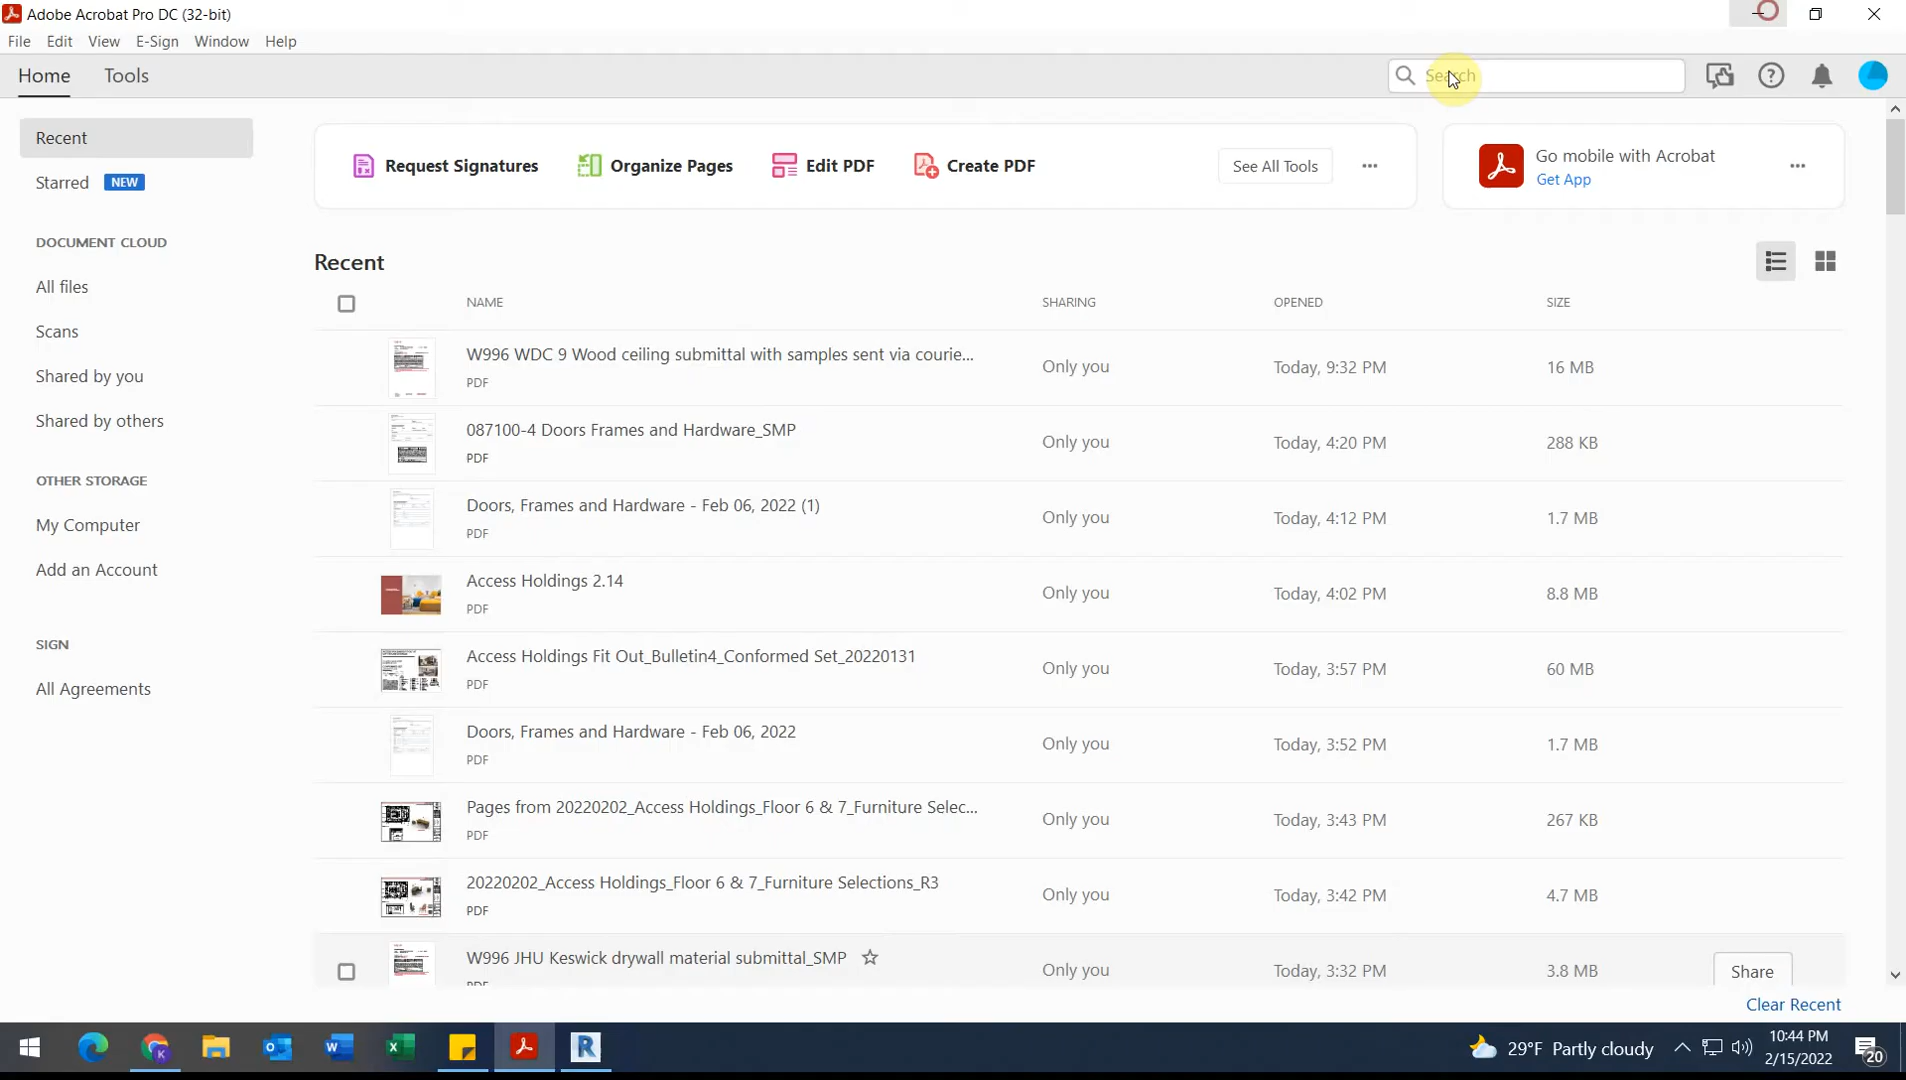 Adobe Acrobat Pro DC (32-bit)
File Edit View E-Sign Window Help
Home Tools Search
Recent
Starred NEW
DOCUMENT CLOUD
All files
Scans
Shared by you
Shared by others
OTHER STORAGE
My Computer
Add an Account
SIGN
All Agreements
Request Signatures Organize Pages Edit PDF Create PDF See All Tools ...
Go mobile with Acrobat ...
Get App
Recent
NAME SHARING OPENED SIZE
W996 WDC 9 Wood ceiling submittal with samples sent via courie... Only you Today, 9:32 PM 16 MB
PDF
087100-4 Doors Frames and Hardware_SMP Only you Today, 4:20 PM 288 KB
PDF
Doors, Frames and Hardware - Feb 06, 2022 (1) Only you Today, 4:12 PM 1.7 MB
PDF
Access Holdings 2.14 Only you Today, 4:02 PM 8.8 MB
PDF
Access Holdings Fit Out_Bulletin4_Conformed Set_20220131 Only you Today, 3:57 PM 60 MB
PDF
Doors, Frames and Hardware - Feb 06, 2022 Only you Today, 3:52 PM 1.7 MB
PDF
Pages from 20220202_Access Holdings_Floor 6 & 7_Furniture Selec... Only you Today, 3:43 PM 267 KB
PDF
20220202_Access Holdings_Floor 6 & 7_Furniture Selections_R3 Only you Today, 3:42 PM 4.7 MB
PDF
W996 JHU Keswick drywall material submittal_SMP Only you Today, 3:32 PM 3.8 MB Share
PDF
Clear Recent
29°F Partly cloudy
10:44 PM
2/15/2022
20